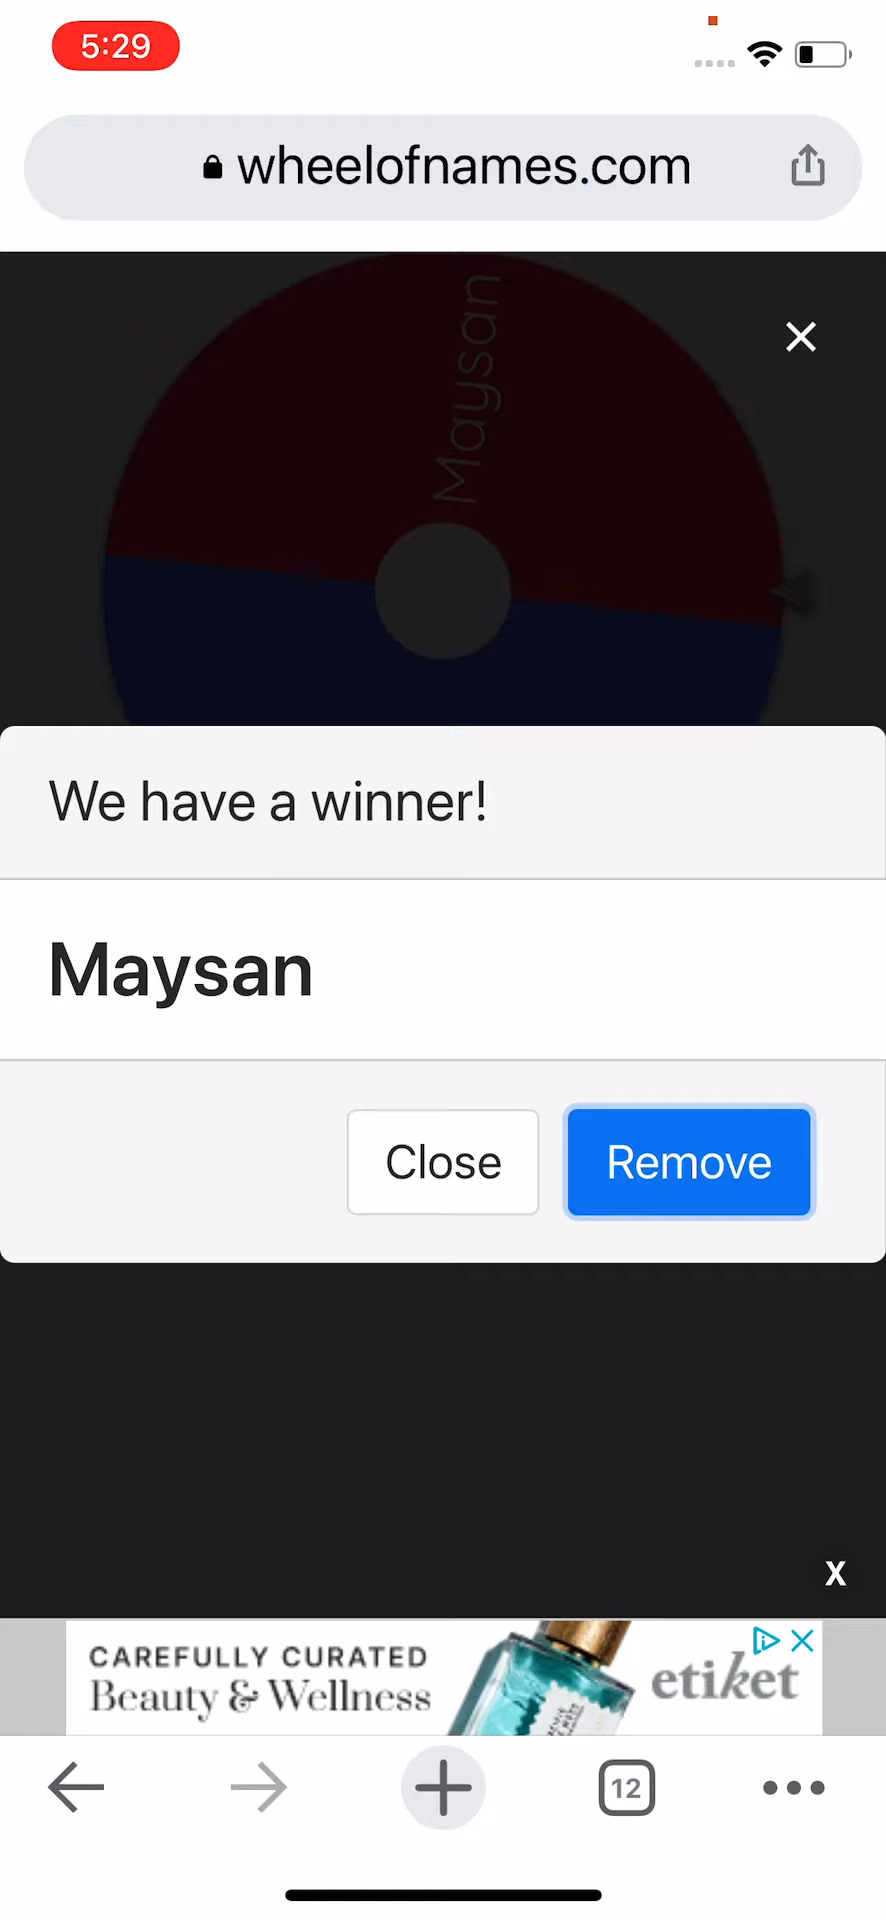 5:29
wheelofnames.com
Maysan
We have a winner!
Maysan
Close Remove
X
CAREFULLY CURATED
Beauty & Wellness
etiket
12